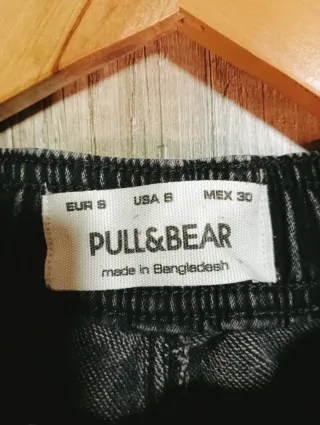 EUR S USA S MEX 30
PULL&BEAR
made in Bangladesh